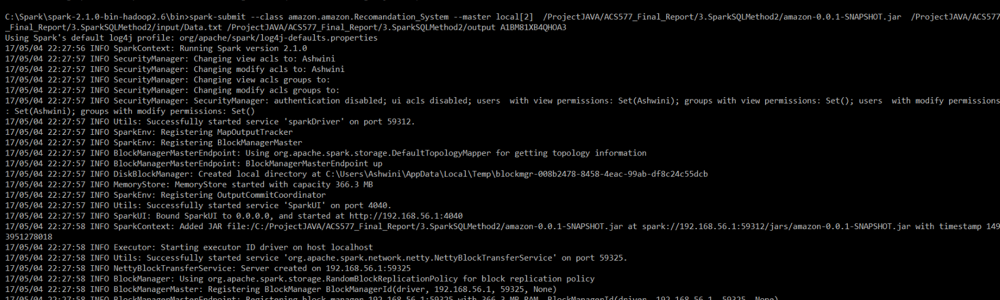 C:\Spark\spark-2.1.0-bin-hadoop2.6\bin>spark-submit --class amazon.amazon.Recomandation_System --master local[2]  /ProjectJAVA/ACS577_Final_Report/3.SparkSQLMethod2/amazon-0.0.1-SNAPSHOT.jar  /ProjectJAVA/ACS577
_Final_Report/3.SparkSQLMethod2/input/Data.txt /ProjectJAVA/ACS577_Final_Report/3.SparkSQLMethod2/output A1BM81XB4QHOA3
Using Spark's default log4j profile: org/apache/spark/log4j-defaults.properties
17/05/04 22:27:56 INFO SparkContext: Running Spark version 2.1.0
17/05/04 22:27:57 INFO SecurityManager: Changing view acls to: Ashwini
17/05/04 22:27:57 INFO SecurityManager: Changing modify acls to: Ashwini
17/05/04 22:27:57 INFO SecurityManager: Changing view acls groups to:
17/05/04 22:27:57 INFO SecurityManager: Changing modify acls groups to:
17/05/04 22:27:57 INFO SecurityManager: SecurityManager: authentication disabled; ui acls disabled; users  with view permissions: Set(Ashwini); groups with view permissions: Set(); users  with modify permissions
: Set(Ashwini); groups with modify permissions: Set()
17/05/04 22:27:57 INFO Utils: Successfully started service 'sparkDriver' on port 59312.
17/05/04 22:27:57 INFO SparkEnv: Registering MapOutputTracker
17/05/04 22:27:57 INFO SparkEnv: Registering BlockManagerMaster
17/05/04 22:27:57 INFO BlockManagerMasterEndpoint: Using org.apache.spark.storage.DefaultTopologyMapper for getting topology information
17/05/04 22:27:57 INFO BlockManagerMasterEndpoint: BlockManagerMasterEndpoint up
17/05/04 22:27:57 INFO DiskBlockManager: Created local directory at C:\Users\Ashwini\AppData\Local\Temp\blockmgr-008b2478-8458-4eac-99ab-df8c24c55dcb
17/05/04 22:27:57 INFO MemoryStore: MemoryStore started with capacity 366.3 MB
17/05/04 22:27:57 INFO SparkEnv: Registering OutputCommitCoordinator
17/05/04 22:27:57 INFO Utils: Successfully started service 'SparkUI' on port 4040.
17/05/04 22:27:57 INFO SparkUI: Bound SparkUI to 0.0.0.0, and started at http://192.168.56.1:4040
17/05/04 22:27:58 INFO SparkContext: Added JAR file:/C:/ProjectJAVA/ACS577_Final_Report/3.SparkSQLMethod2/amazon-0.0.1-SNAPSHOT.jar at spark://192.168.56.1:59312/jars/amazon-0.0.1-SNAPSHOT.jar with timestamp 149
3951278018
17/05/04 22:27:58 INFO Executor: Starting executor ID driver on host localhost
17/05/04 22:27:58 INFO Utils: Successfully started service 'org.apache.spark.network.netty.NettyBlockTransferService' on port 59325.
17/05/04 22:27:58 INFO NettyBlockTransferService: Server created on 192.168.56.1:59325
17/05/04 22:27:58 INFO BlockManager: Using org.apache.spark.storage.RandomBlockReplicationPolicy for block replication policy
17/05/04 22:27:58 INFO BlockManagerMaster: Registering BlockManager BlockManagerId(driver, 192.168.56.1, 59325, None)
17/05/04 22:27:58 INFO BlockManagerMasterEndpoint: Registering block manager 192.168.56.1:59325 with 366.3 MB RAM, BlockManagerId(driver, 192.168.56.1, 59325, None)